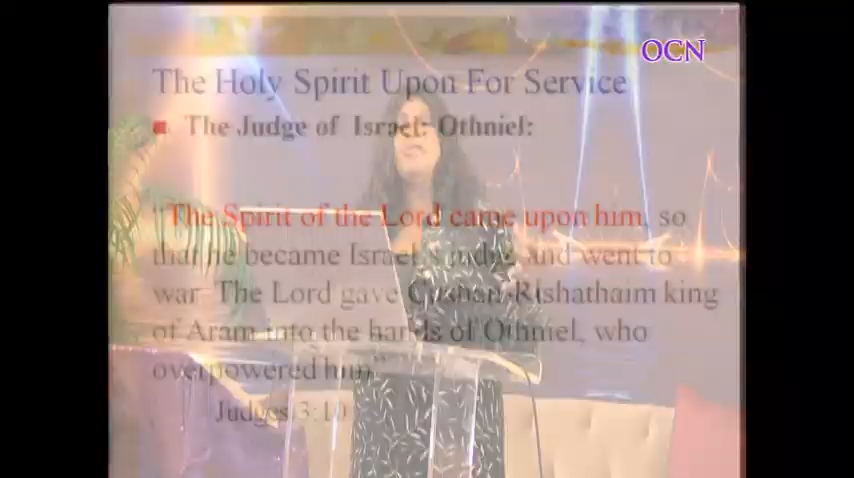 OCN
The Holy Spirit Upon For Service
The Judge of Israel: Othniel:
"The Spirit of the Lord came upon him, so
that he became Israel's judge and went to
war. The Lord gave Cushan-Rishathaim king
of Aram into the hands of Othniel, who
overpowered him"
Judges 3:10